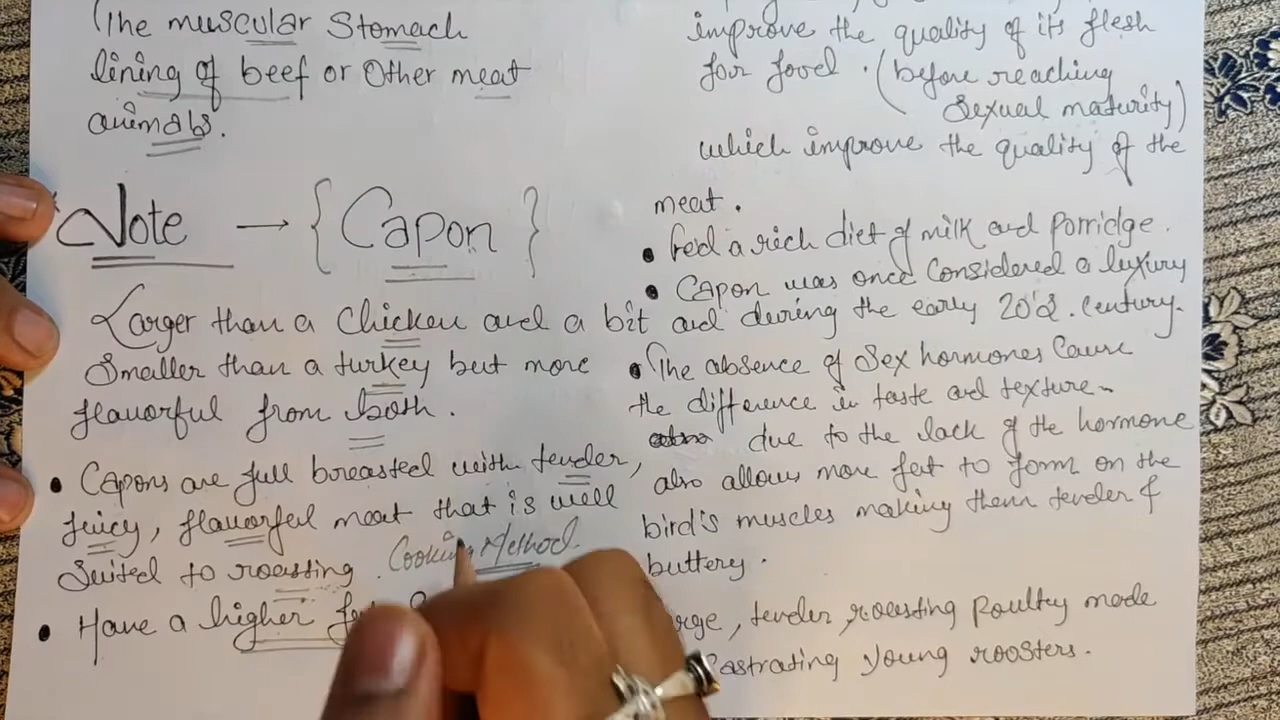 (The muscular Stomach
lining of beef or Other meat
animals.
* Note → { Capon }
Larger than a Chicken and a bit
Smaller than a turkey but more
flavorful from both.
• Capons are full breasted with tender,
juicy, flavorful meat that is well
Suited to roasting. Cooking Method.
• Have a higher
improve the quality of its flesh
for food. (before reaching
Sexual maturity)
which improve the quality of the
meat.
• feed a rich diet of milk and porridge.
• Capon was once Considered a luxury
and during the early 20's. Century.
• The absence of Sex hormones Cause
the difference in taste and texture
due to the lack of the hormone
also allows more fat to form on the
bird's muscles making them tender &
buttery.
tender, roasting Poultry made
Castrating young roosters.